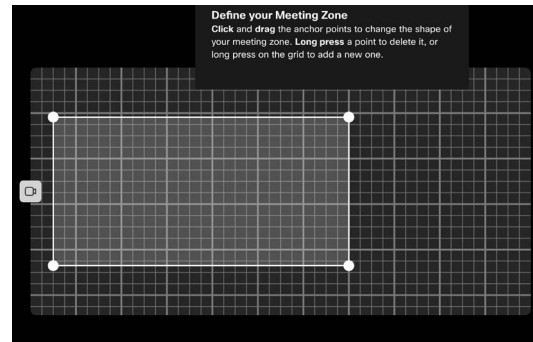 Define your Meeting Zone
Click and drag the anchor points to change the shape of
your meeting zone. Long press a point to delete it, or
long press on the grid to add a new one.